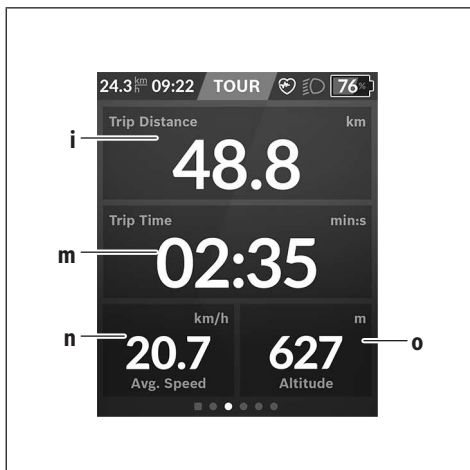 24.3 km/h 09:22 TOUR 76%
Trip Distance km
i
48.8
Trip Time min:s
m
02:35
km/h m
n o
20.7 627
Avg. Speed Altitude